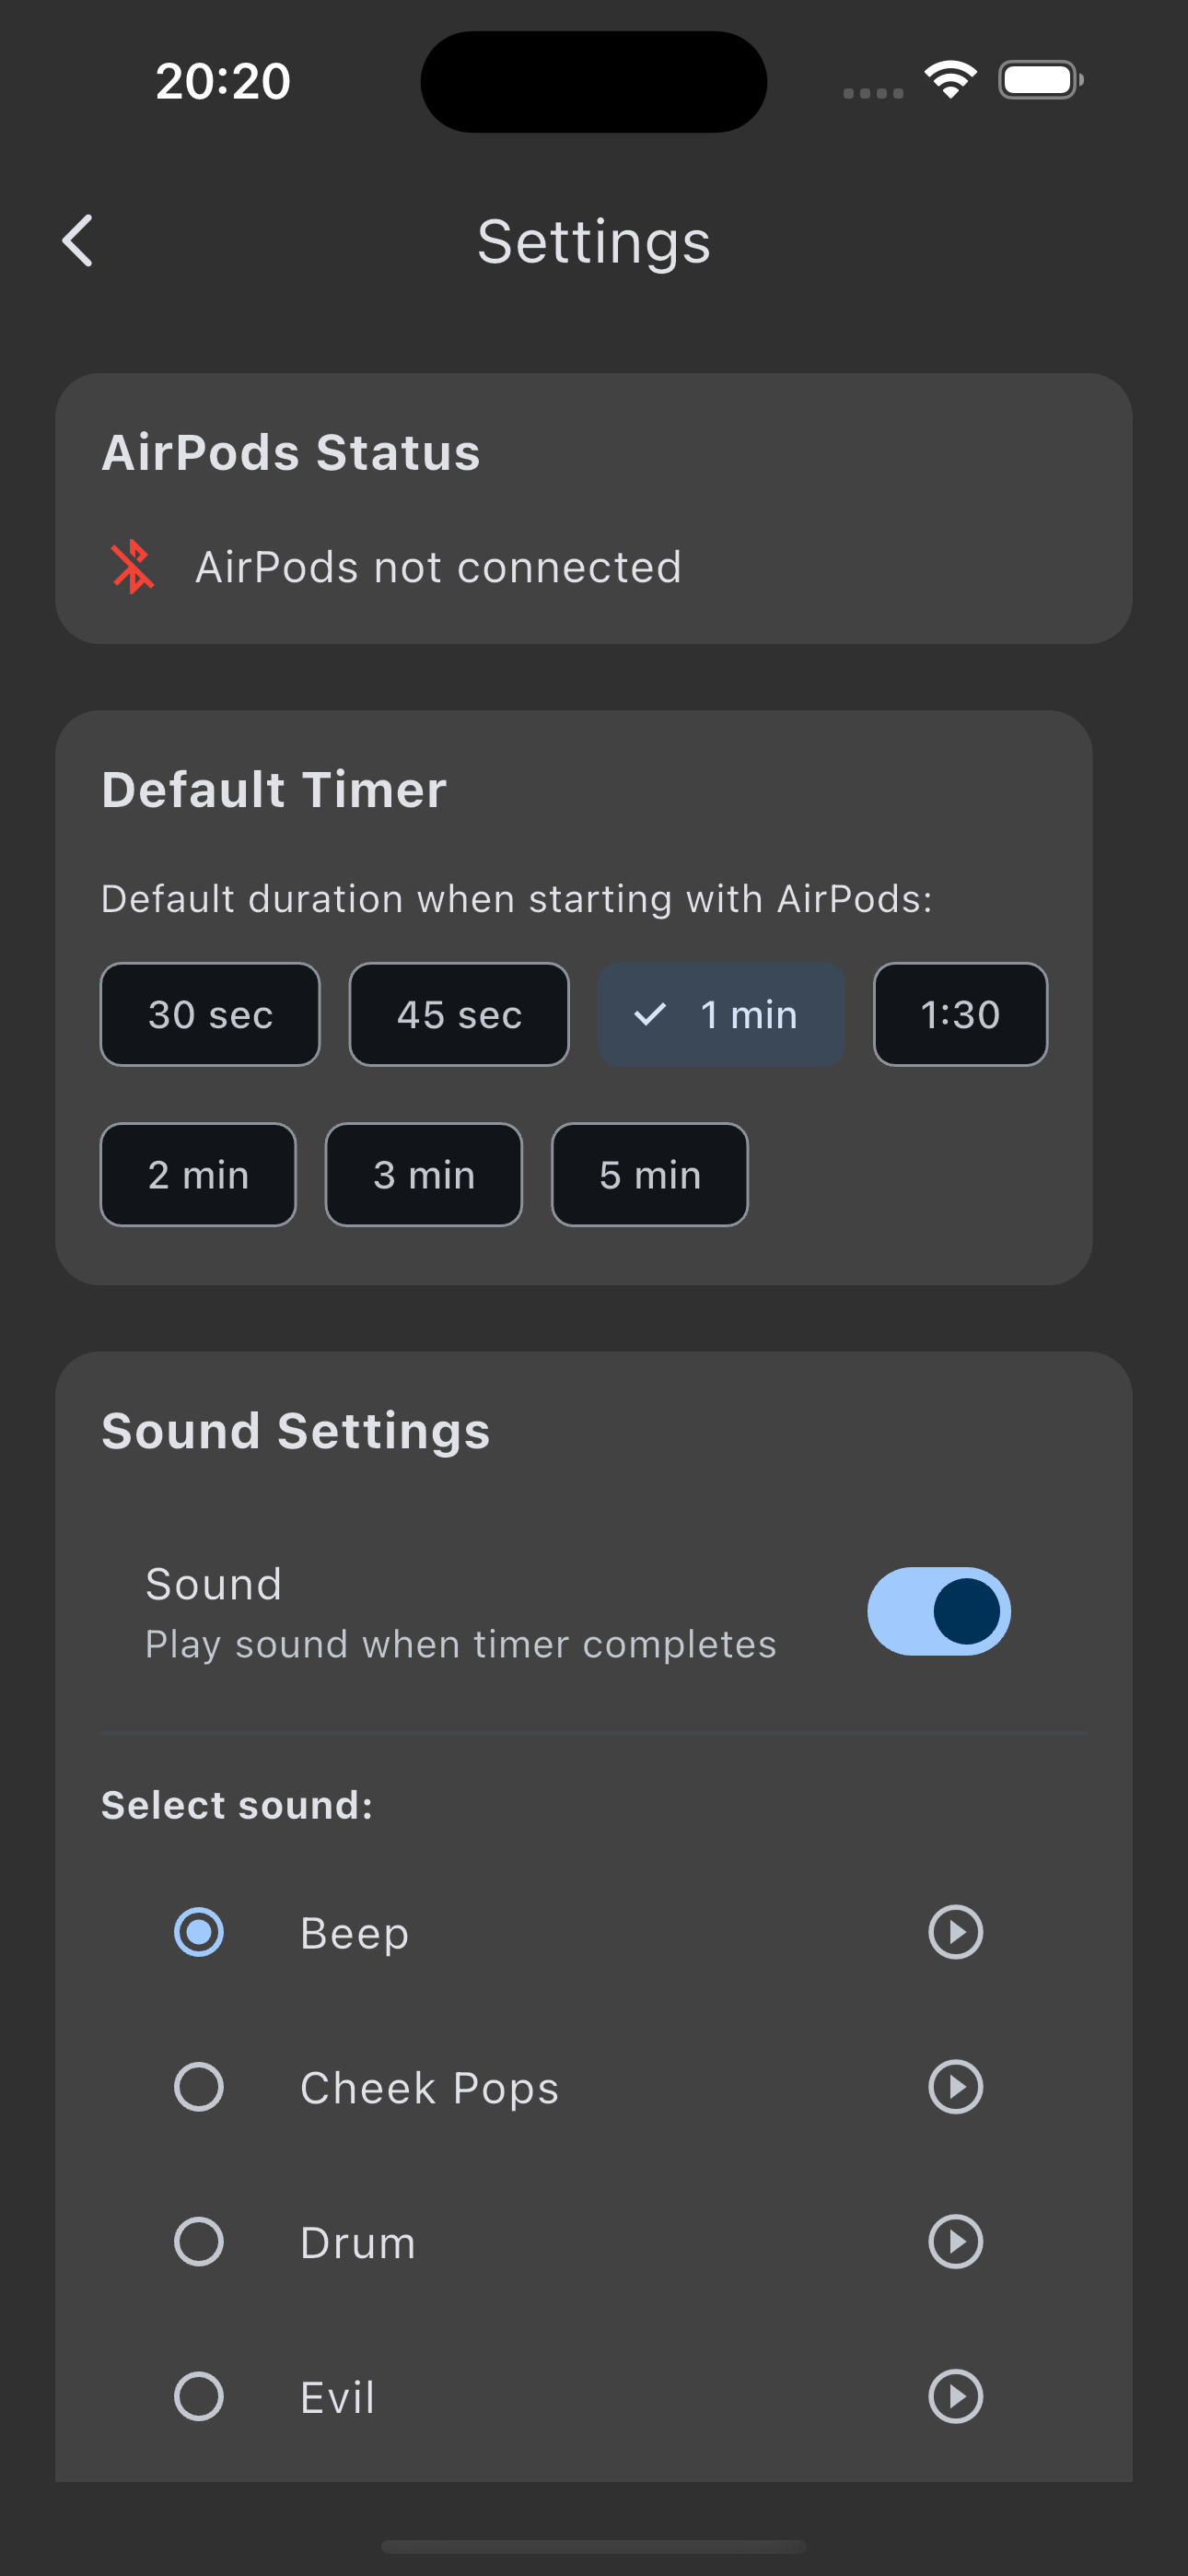 20:20
Settings
AirPods Status
AirPods not connected
Default Timer
Default duration when starting with AirPods:
30 sec 45 sec 1 min 1:30
2 min 3 min 5 min
Sound Settings
Sound
Play sound when timer completes
Select sound:
Beep
Cheek Pops
Drum
Evil